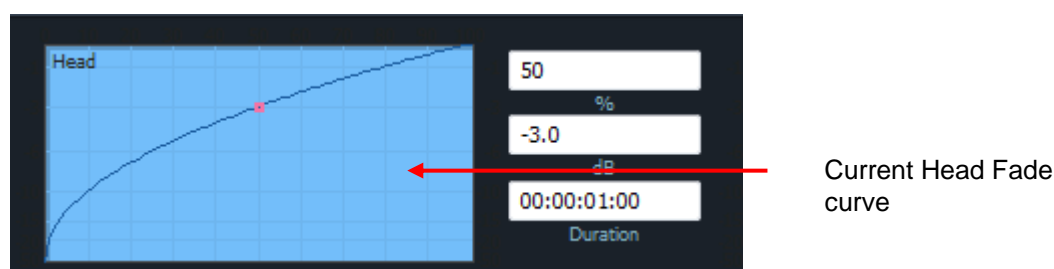 Head
50
%
-3.0
dB
00:00:01:00
Duration
Current Head Fade
curve